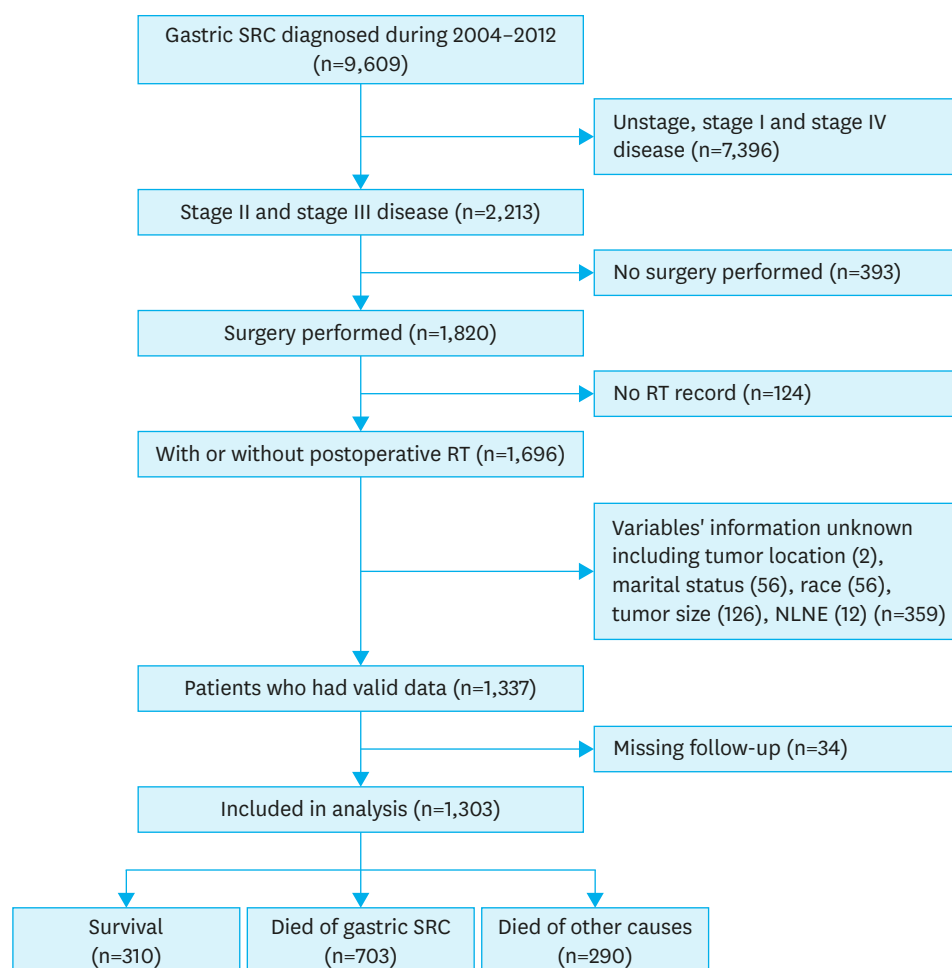 Gastric SRC diagnosed during 2004–2012
(n=9,609)
Unstage, stage I and stage IV
disease (n=7,396)
Stage II and stage III disease (n=2,213)
No surgery performed (n=393)
Surgery performed (n=1,820)
No RT record (n=124)
With or without postoperative RT (n=1,696)
Variables' information unknown
including tumor location (2),
marital status (56), race (56),
tumor size (126), NLNE (12) (n=359)
Patients who had valid data (n=1,337)
Missing follow-up (n=34)
Included in analysis (n=1,303)
Survival
(n=310)
Died of gastric SRC
(n=703)
Died of other causes
(n=290)